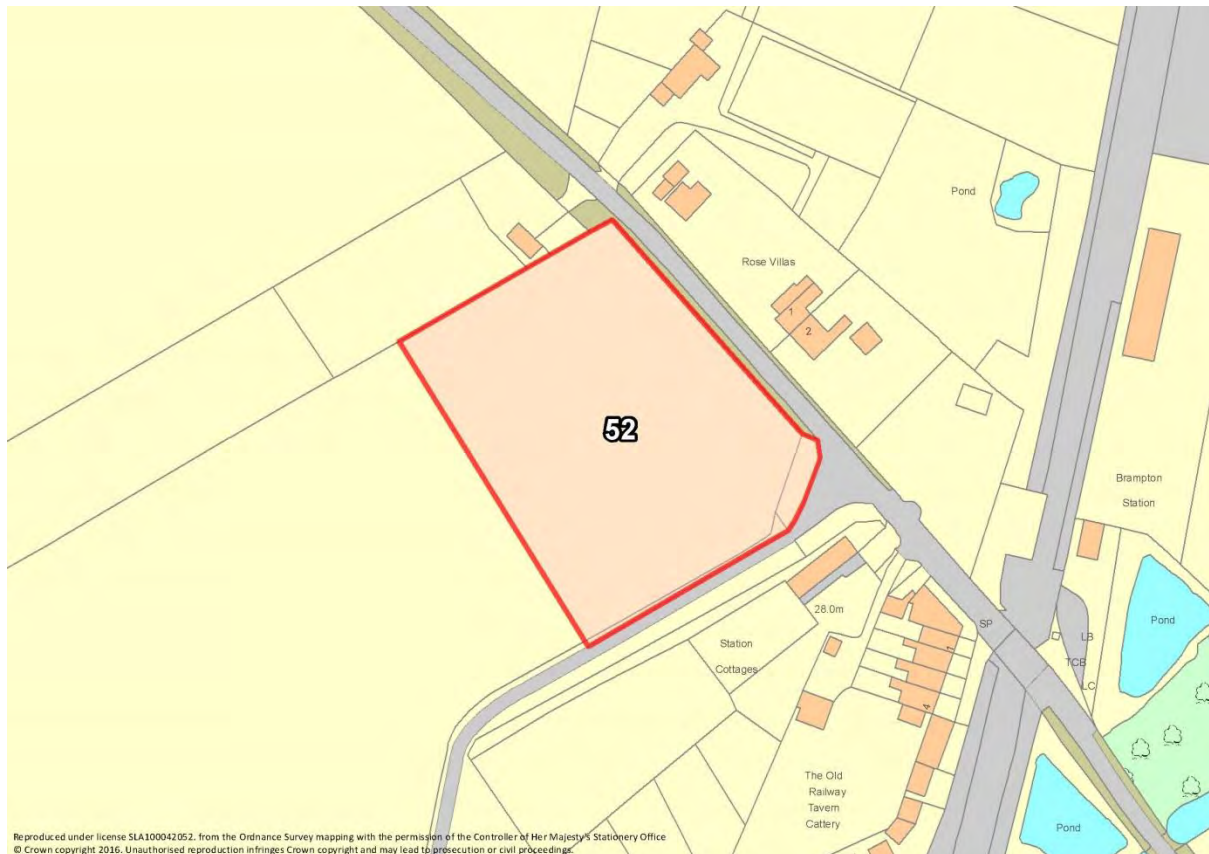 Pond
Rose Villas
1
2
52
Brampton
Station
28.0m
SP
LB
Pond
Station
Cottages
1
TCB
LC
4
The Old
Railway
Tavern
Cattery
Pond
Reproduced under license SLA100042052. from the Ordnance Survey mapping with the permission of the Controller of Her Majesty's Stationery Office
© Crown copyright 2016. Unauthorised reproduction infringes Crown copyright and may lead to prosecution or civil proceedings.